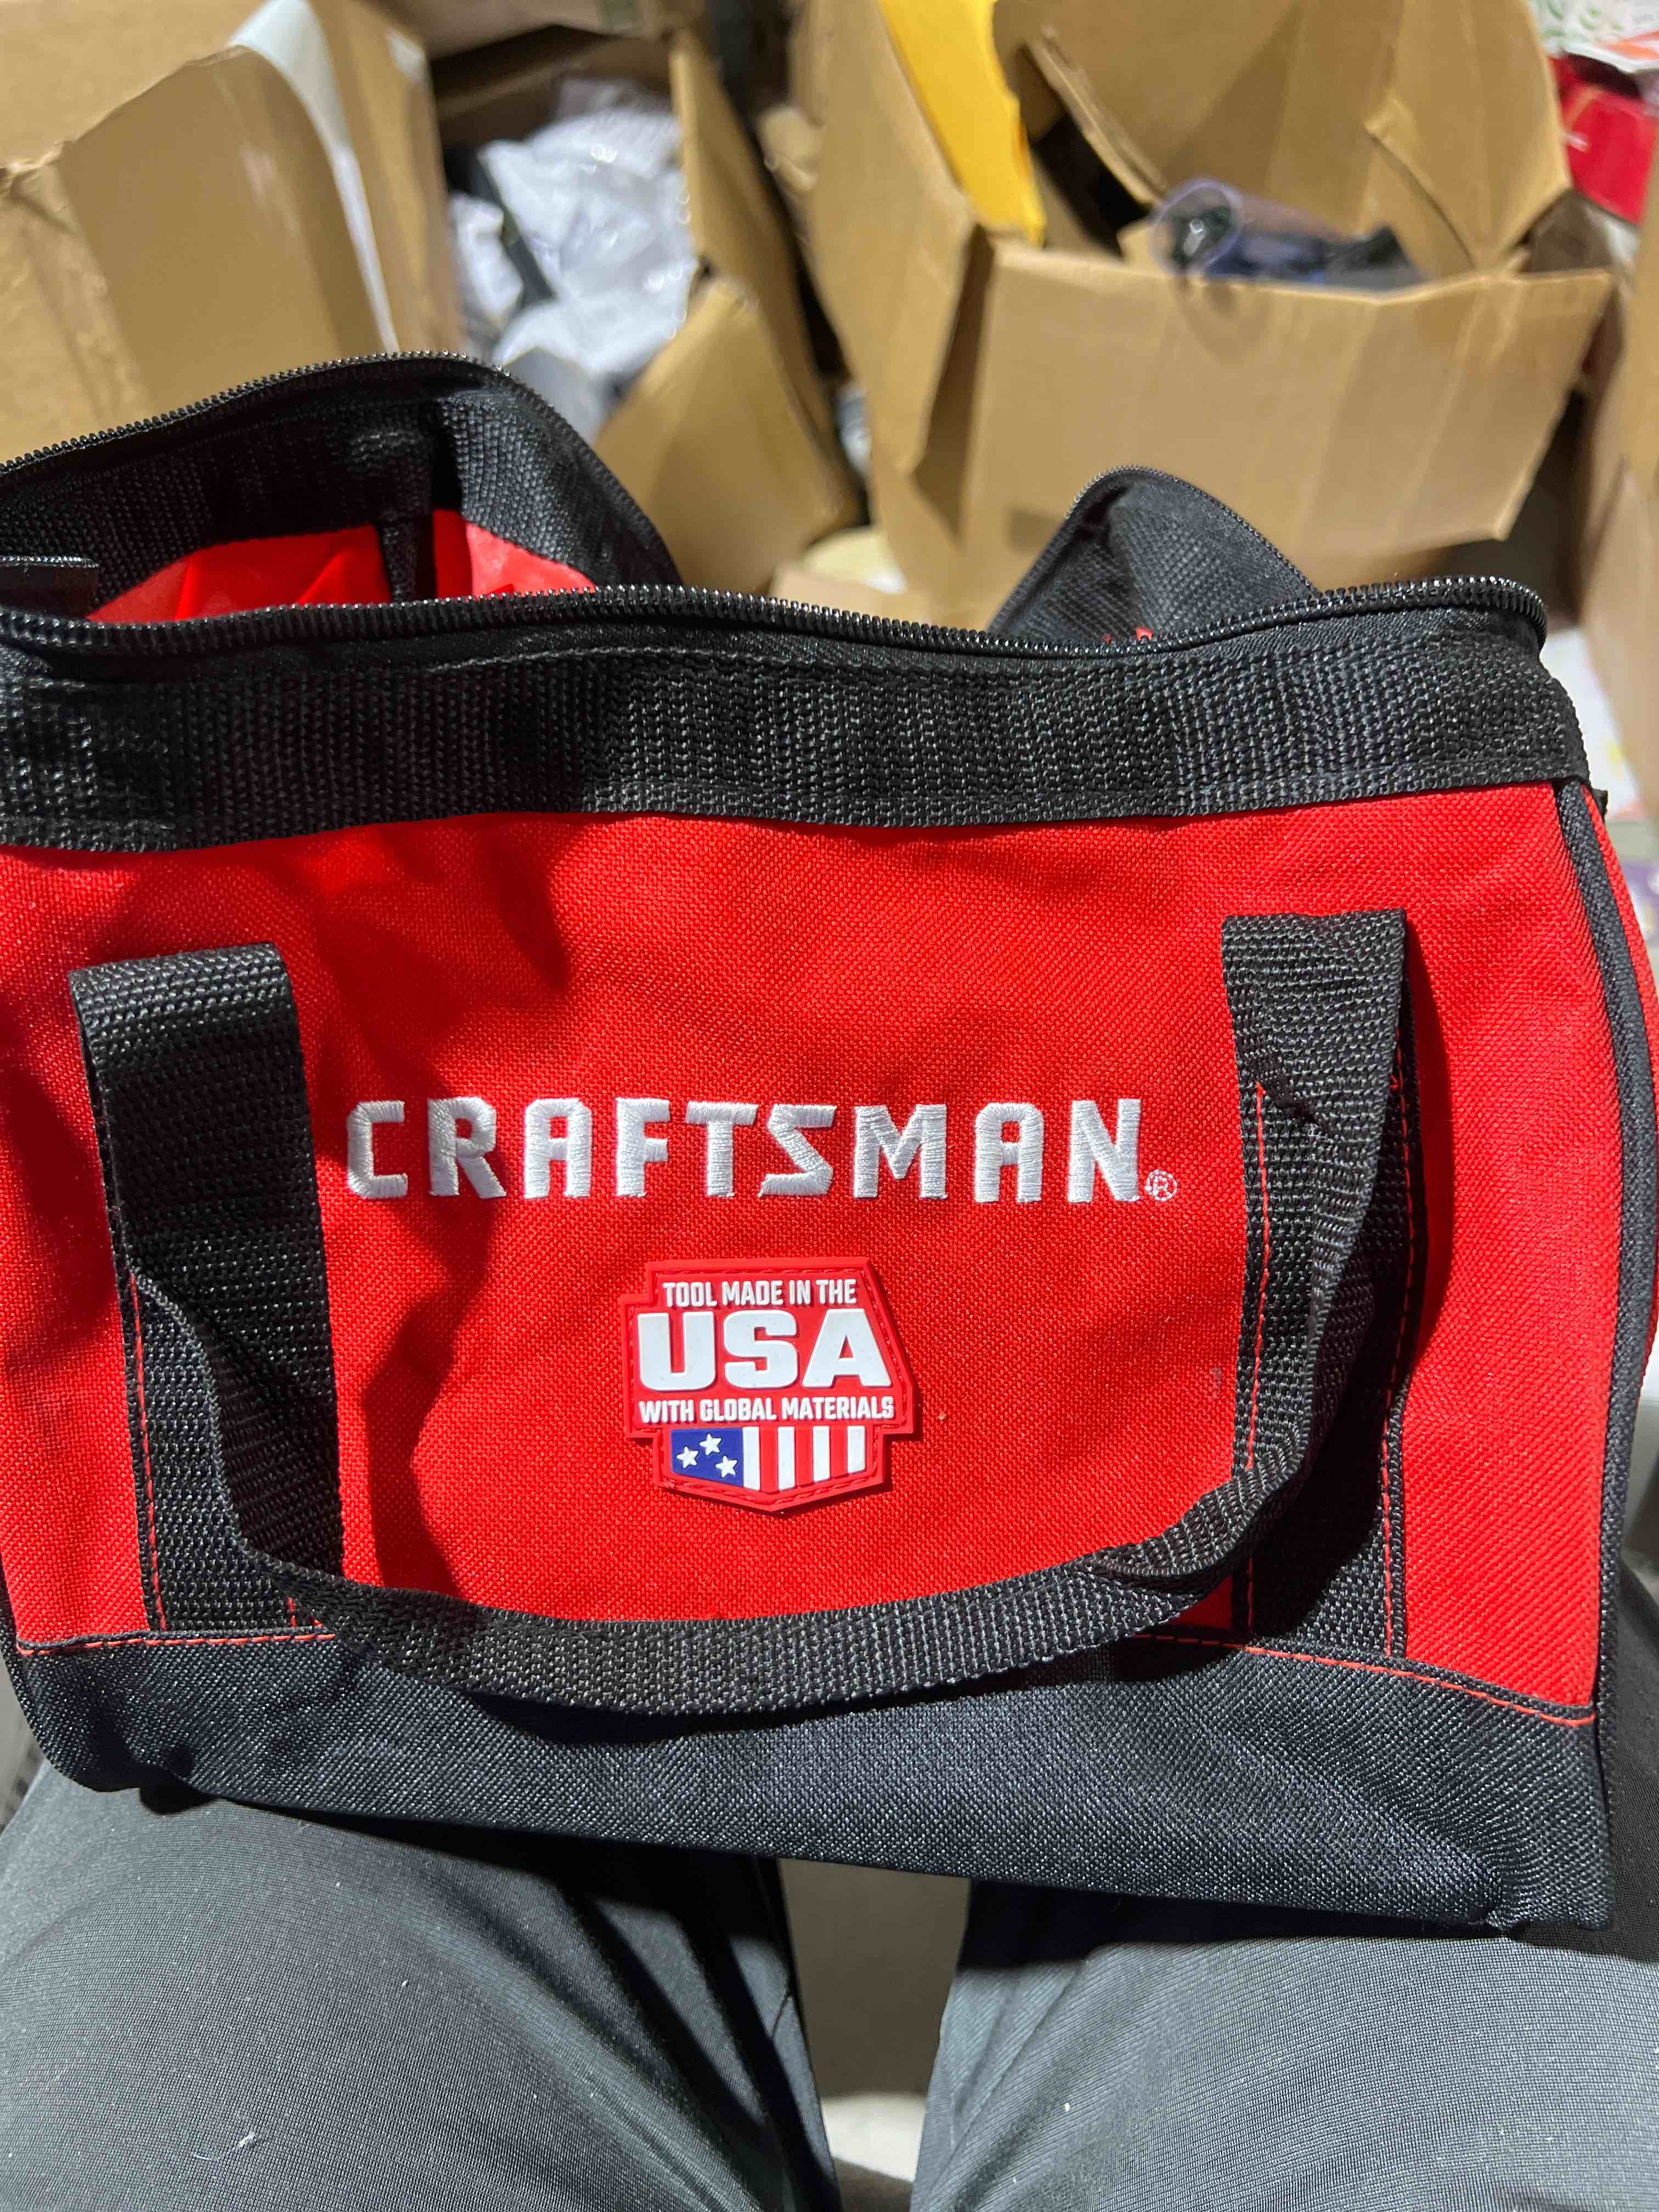 CRAFTSMAN®
TOOL MADE IN THE
USA
WITH GLOBAL MATERIALS